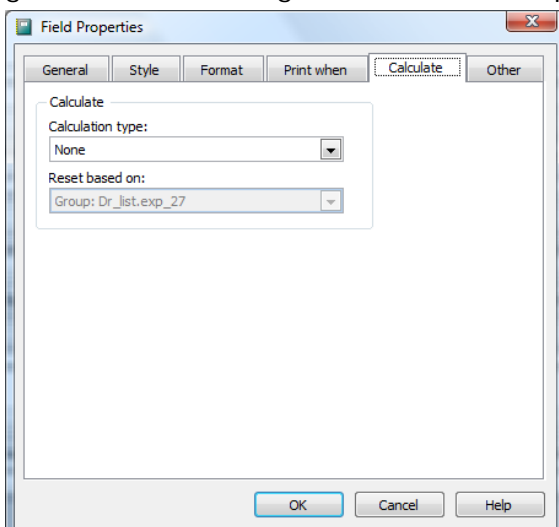 Field Properties
General Style Format Print when Calculate Other
Calculate
Calculation type:
None
Reset based on:
Group: Dr_list.exp_27
OK Cancel Help